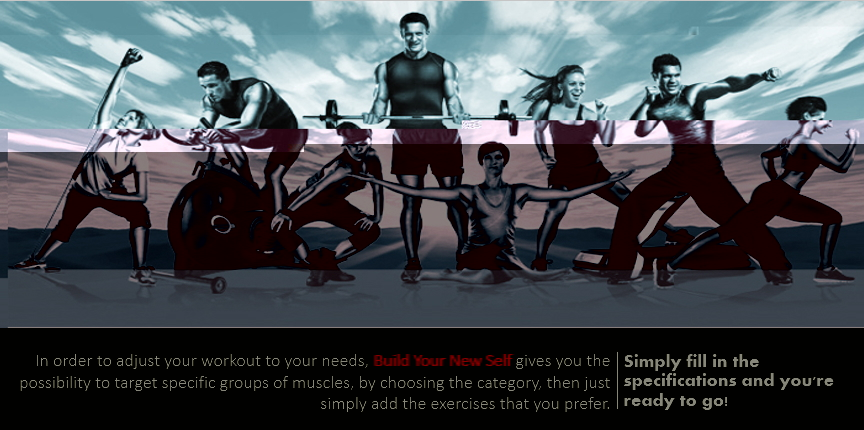 In order to adjust your workout to your needs, Build Your New Self gives you the
possibility to target specific groups of muscles, by choosing the category, then just
simply add the exercises that you prefer.
Simply fill in the
specifications and you're
ready to go!